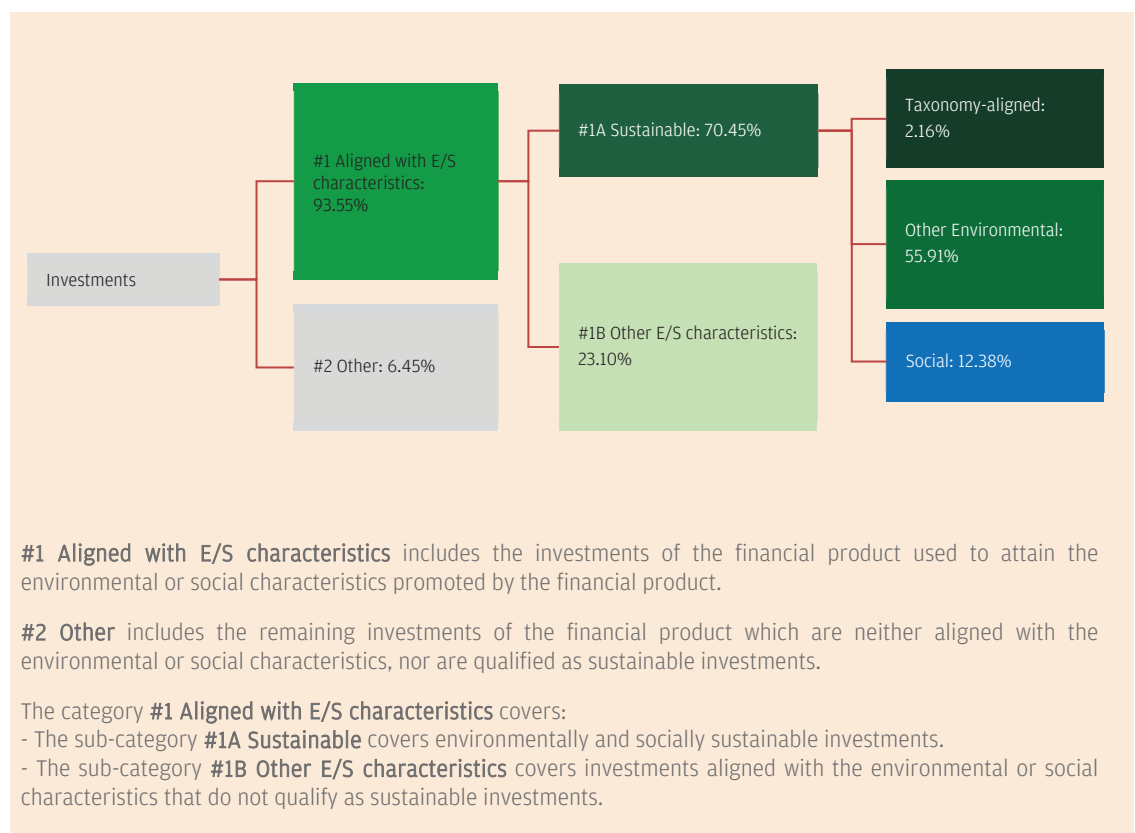 Investments
#1 Aligned with E/S
characteristics:
93.55%
#2 Other: 6.45%
#1A Sustainable: 70.45%
#1B Other E/S characteristics:
23.10%
Taxonomy-aligned:
2.16%
Other Environmental:
55.91%
Social: 12.38%
#1 Aligned with E/S characteristics includes the investments of the financial product used to attain the
environmental or social characteristics promoted by the financial product.
#2 Other includes the remaining investments of the financial product which are neither aligned with the
environmental or social characteristics, nor are qualified as sustainable investments.
The category #1 Aligned with E/S characteristics covers:
- The sub-category #1A Sustainable covers environmentally and socially sustainable investments.
- The sub-category #1B Other E/S characteristics covers investments aligned with the environmental or social
characteristics that do not qualify as sustainable investments.